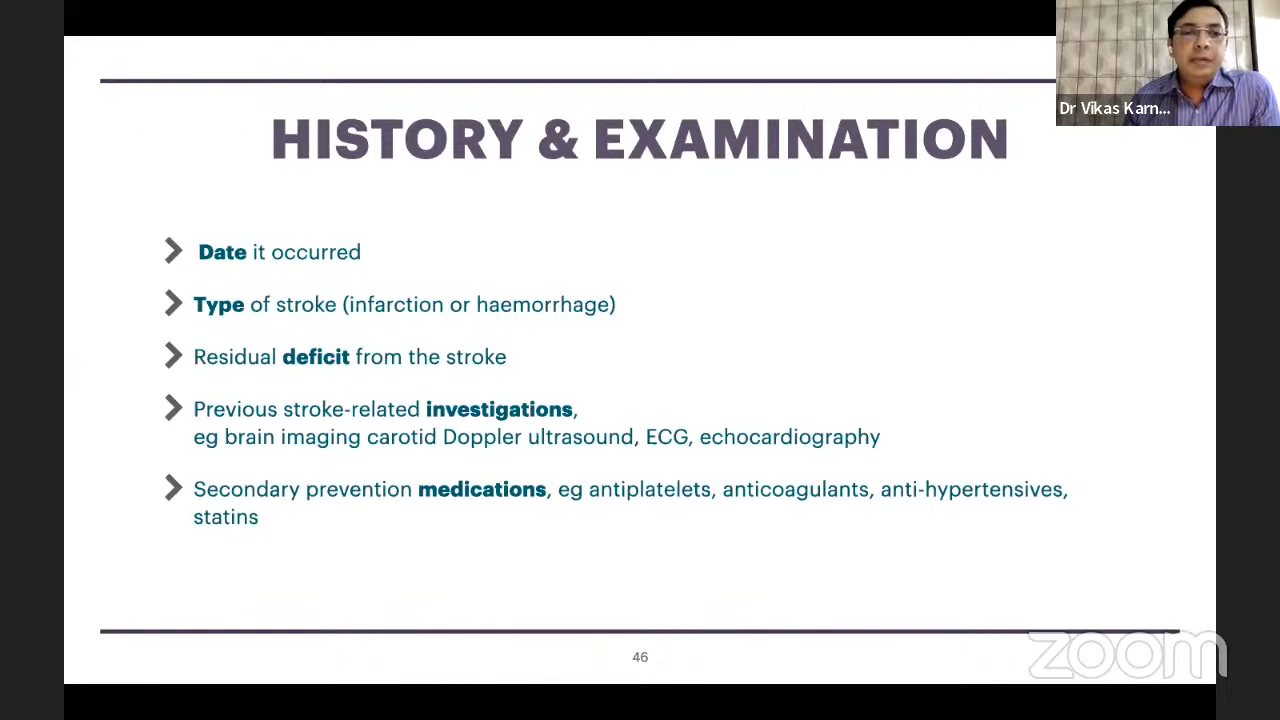 Dr Vikas Karn...
HISTORY & EXAMINATION
Date it occurred
Type of stroke (infarction or haemorrhage)
Residual deficit from the stroke
Previous stroke-related investigations,
eg brain imaging carotid Doppler ultrasound, ECG, echocardiography
Secondary prevention medications, eg antiplatelets, anticoagulants, anti-hypertensives,
statins
46
zoom